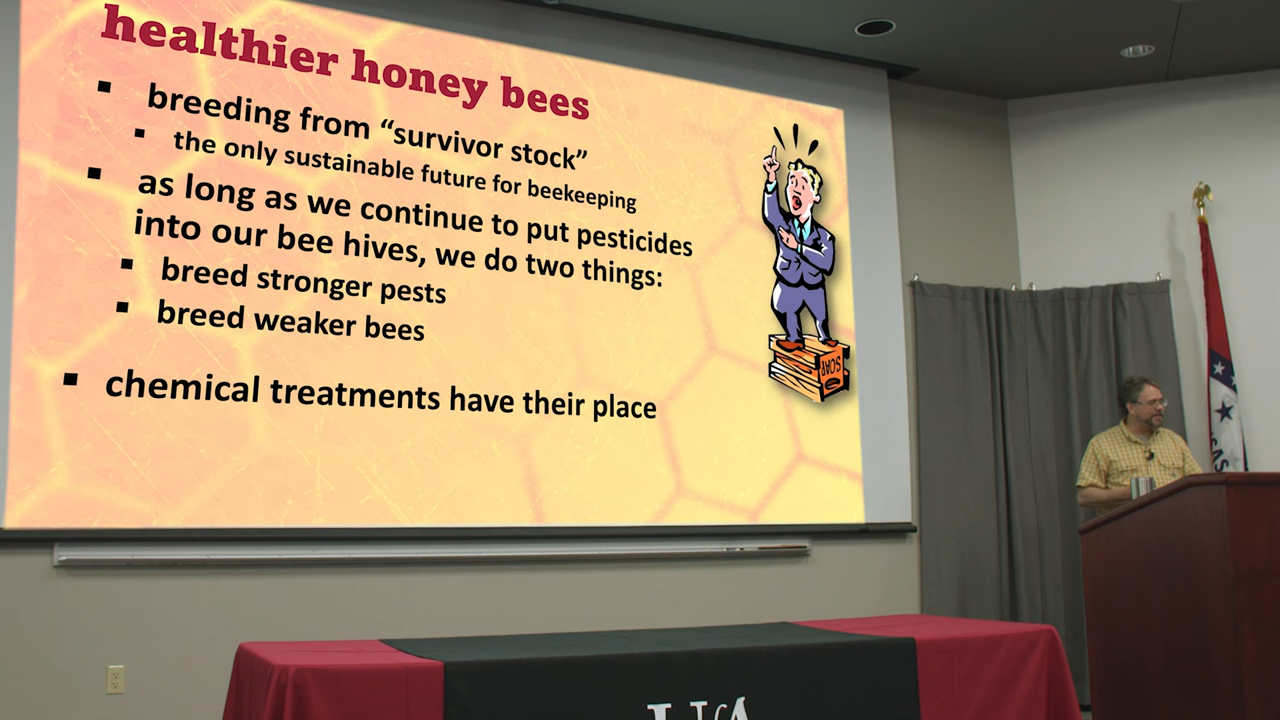 healthier honey bees
▪ breeding from “survivor stock”
▪ the only sustainable future for beekeeping
▪ as long as we continue to put pesticides
into our bee hives, we do two things:
▪ breed stronger pests
▪ breed weaker bees
▪ chemical treatments have their place
SOAP